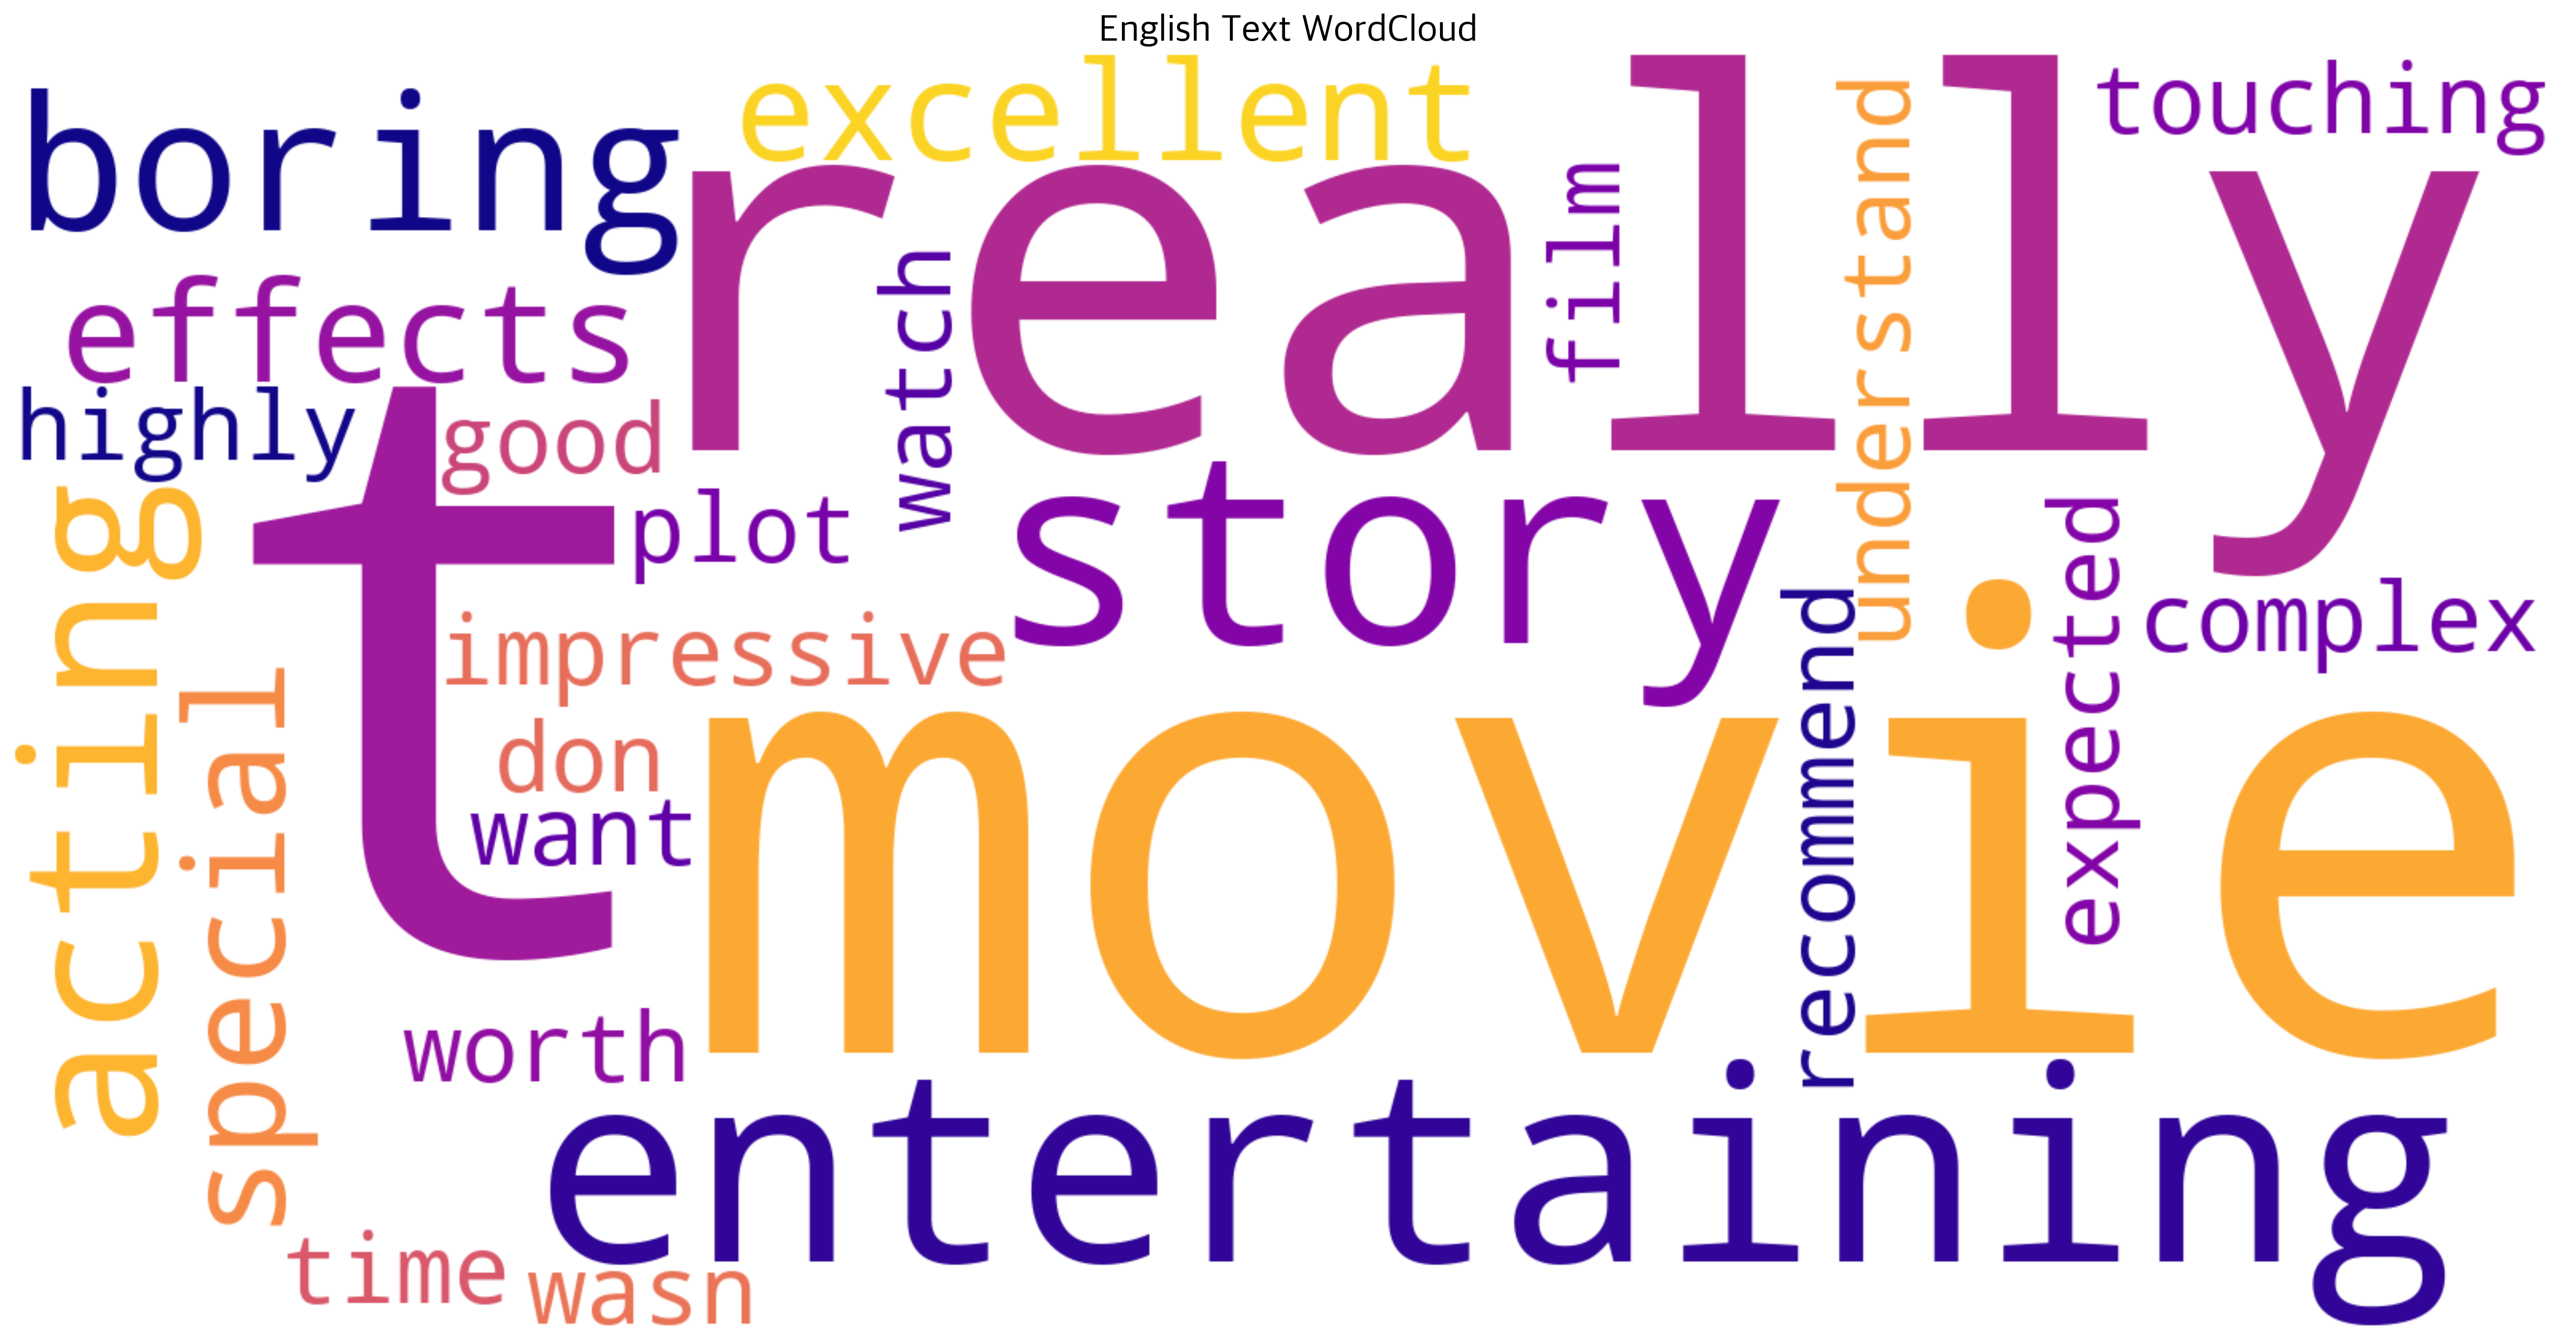 English Text WordCloud
excellent
touching
boring
really
understand
film
watch
effects
highly
good
t
plot
story
acting
expected
complex
impressive
recommend
special
don
movie
want
worth
entertaining
time
wasn